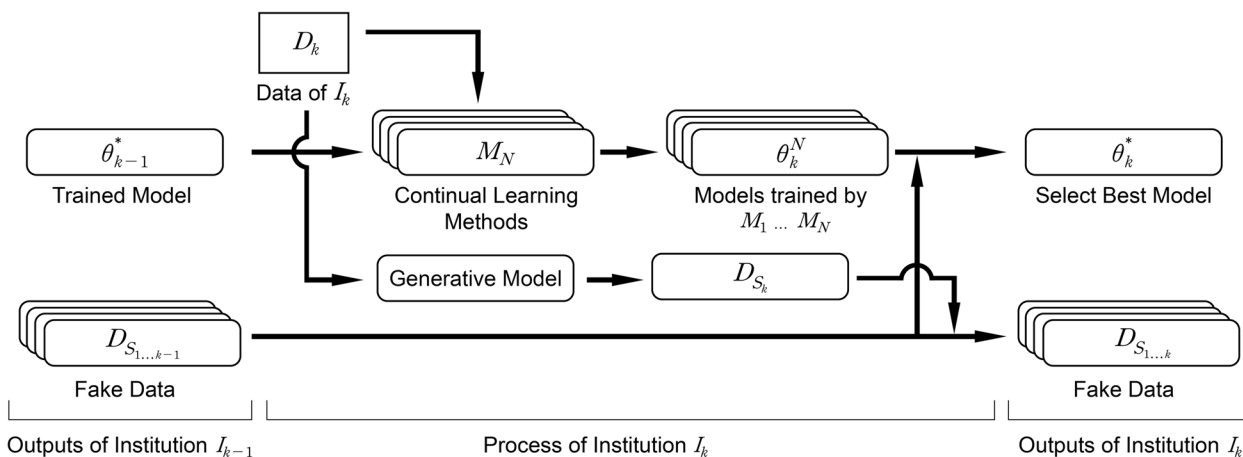 D_k
Data of I_k
θ*_{k−1}
Trained Model
M_N
Continual Learning
Methods
θ_k^N
Models trained by
M_1 ... M_N
θ*_k
Select Best Model
Generative Model
D_{S_k}
D_{S_{1...k−1}}
Fake Data
D_{S_{1...k}}
Fake Data
Outputs of Institution I_{k−1}
Process of Institution I_k
Outputs of Institution I_k